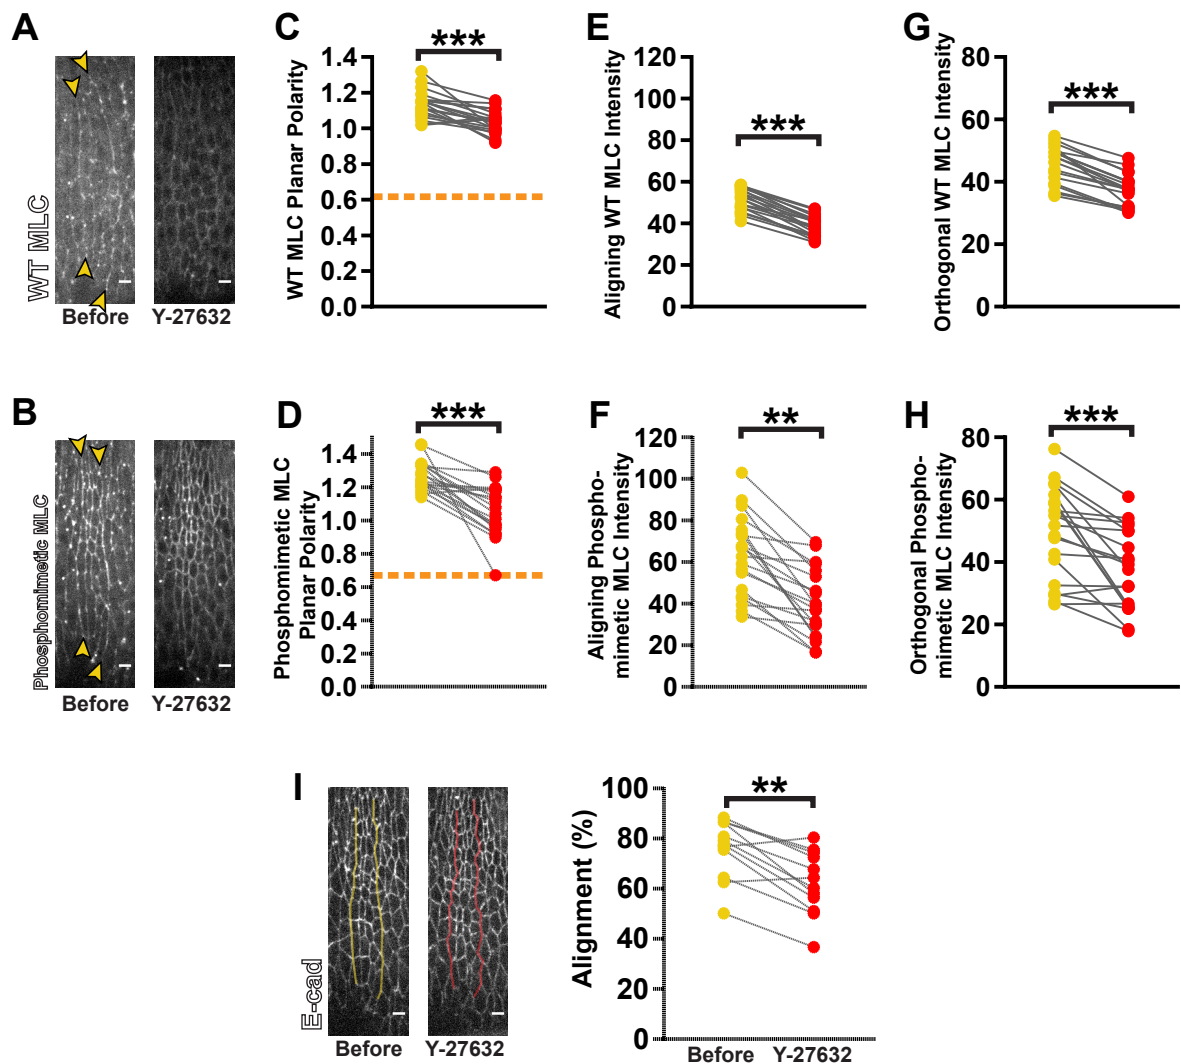 A
WT MLC
Before
Y-27632
C
WT MLC Planar Polarity
1.4
1.2
1.0
0.8
0.6
0.4
0.2
0.0
***
E
Aligning WT MLC Intensity
120
100
80
60
40
20
0
***
G
Orthogonal WT MLC Intensity
80
60
40
20
0
***
B
Phosphomimetic MLC
Before
Y-27632
D
Phosphomimetic MLC
Planar Polarity
1.4
1.2
1.0
0.8
0.6
0.4
0.2
0.0
***
F
Aligning Phospho-
mimetic MLC Intensity
120
100
80
60
40
20
0
**
H
Orthogonal Phospho-
mimetic MLC Intensity
80
60
40
20
0
***
I
E-cad
Before
Y-27632
Alignment (%)
100
80
60
40
20
0
**
Before
Y-27632